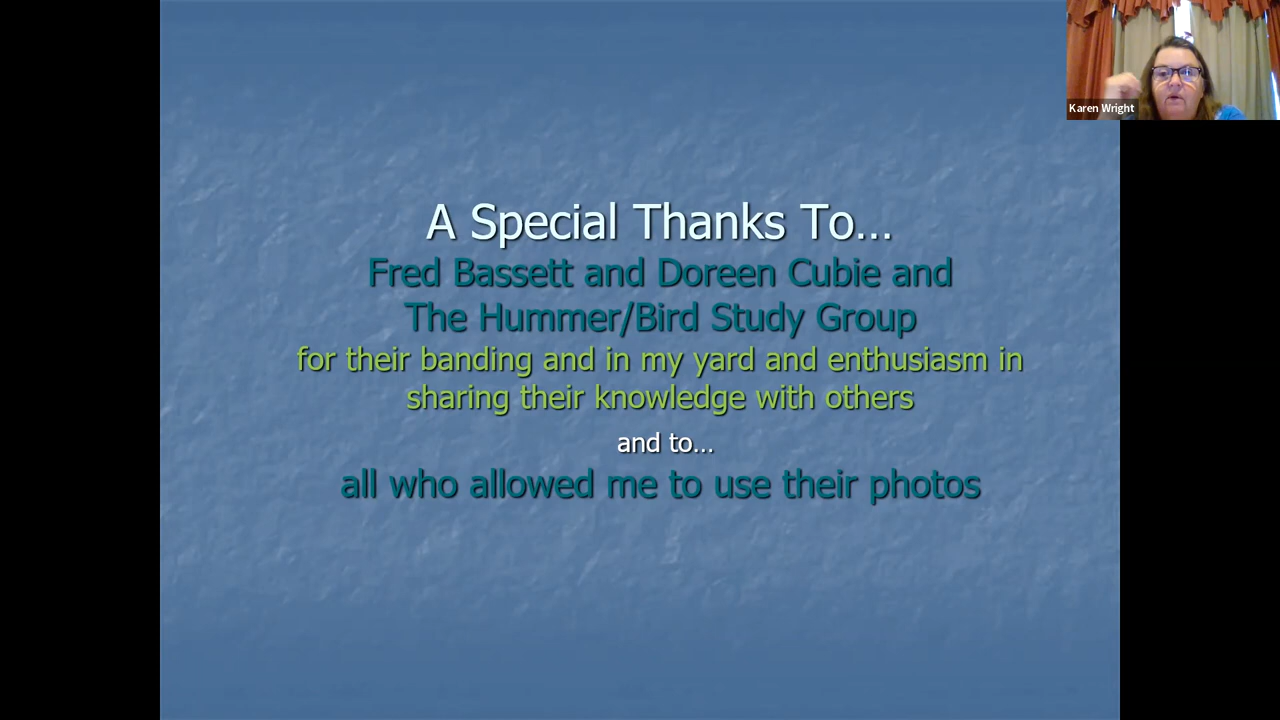 Karen Wright
A Special Thanks To...
Fred Bassett and Doreen Cubie and
The Hummer/Bird Study Group
for their banding and in my yard and enthusiasm in
sharing their knowledge with others
and to...
all who allowed me to use their photos